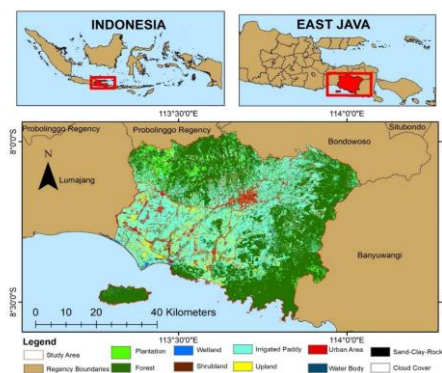 INDONESIA
EAST JAVA
113°30'0"E
114°0'0"E
Probolinggo Regency
Probolinggo Regency
Situbondo
Bondowoso
8°0'0"S
N
Lumajang
Banyuwangi
8°30'0"S
0 5 10 20 30 40 Kilometers
113°30'0"E
114°0'0"E
Legend
Study Area
Plantation
Wetland
Irrigated Paddy
Urban Area
Sand-Clay-Rock
Regency Boundaries
Forest
Shrubland
Upland
Water Body
Cloud Cover